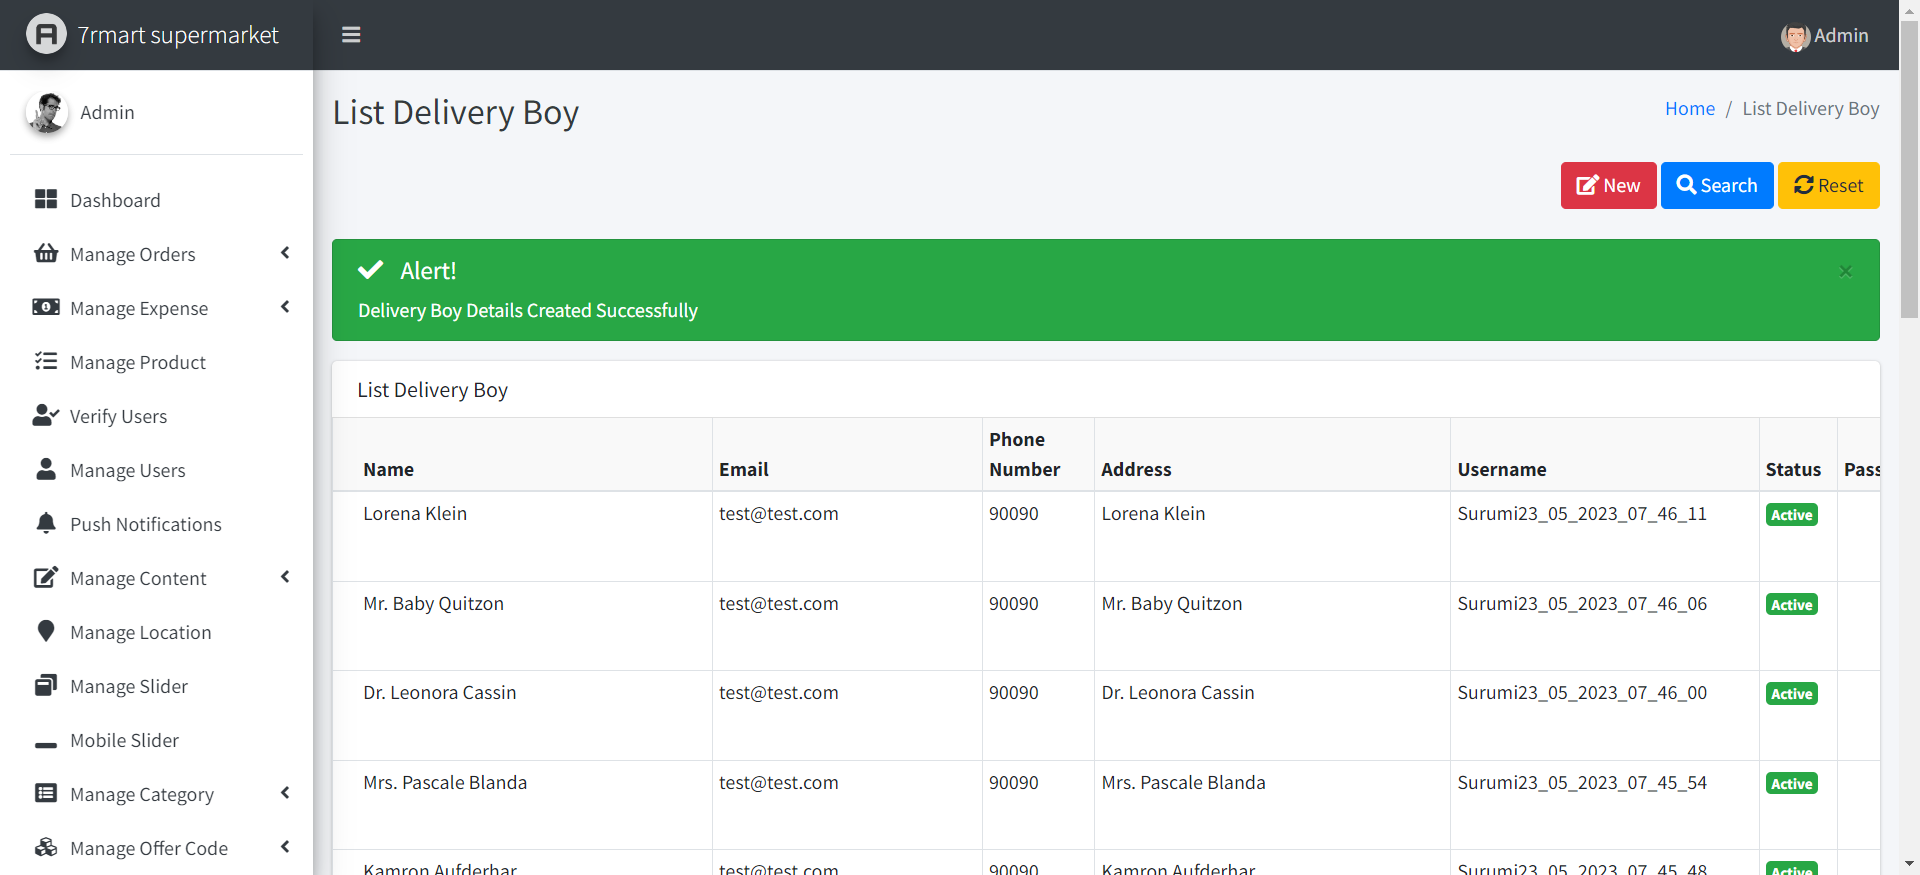 7rmart supermarket
Admin
Admin
Dashboard
Manage Orders
Manage Expense
Manage Product
Verify Users
Manage Users
Push Notifications
Manage Content
Manage Location
Manage Slider
Mobile Slider
Manage Category
Manage Offer Code
List Delivery Boy
Home / List Delivery Boy
New Search Reset
Alert! ×
Delivery Boy Details Created Successfully
List Delivery Boy
Name Email Phone Number Address Username Status Pass
Lorena Klein test@test.com 90090 Lorena Klein Surumi23_05_2023_07_46_11 Active
Mr. Baby Quitzon test@test.com 90090 Mr. Baby Quitzon Surumi23_05_2023_07_46_06 Active
Dr. Leonora Cassin test@test.com 90090 Dr. Leonora Cassin Surumi23_05_2023_07_46_00 Active
Mrs. Pascale Blanda test@test.com 90090 Mrs. Pascale Blanda Surumi23_05_2023_07_45_54 Active
Kamron Aufderhar test@test.com 90090 Kamron Aufderhar Surumi23_05_2023_07_45_48 Active